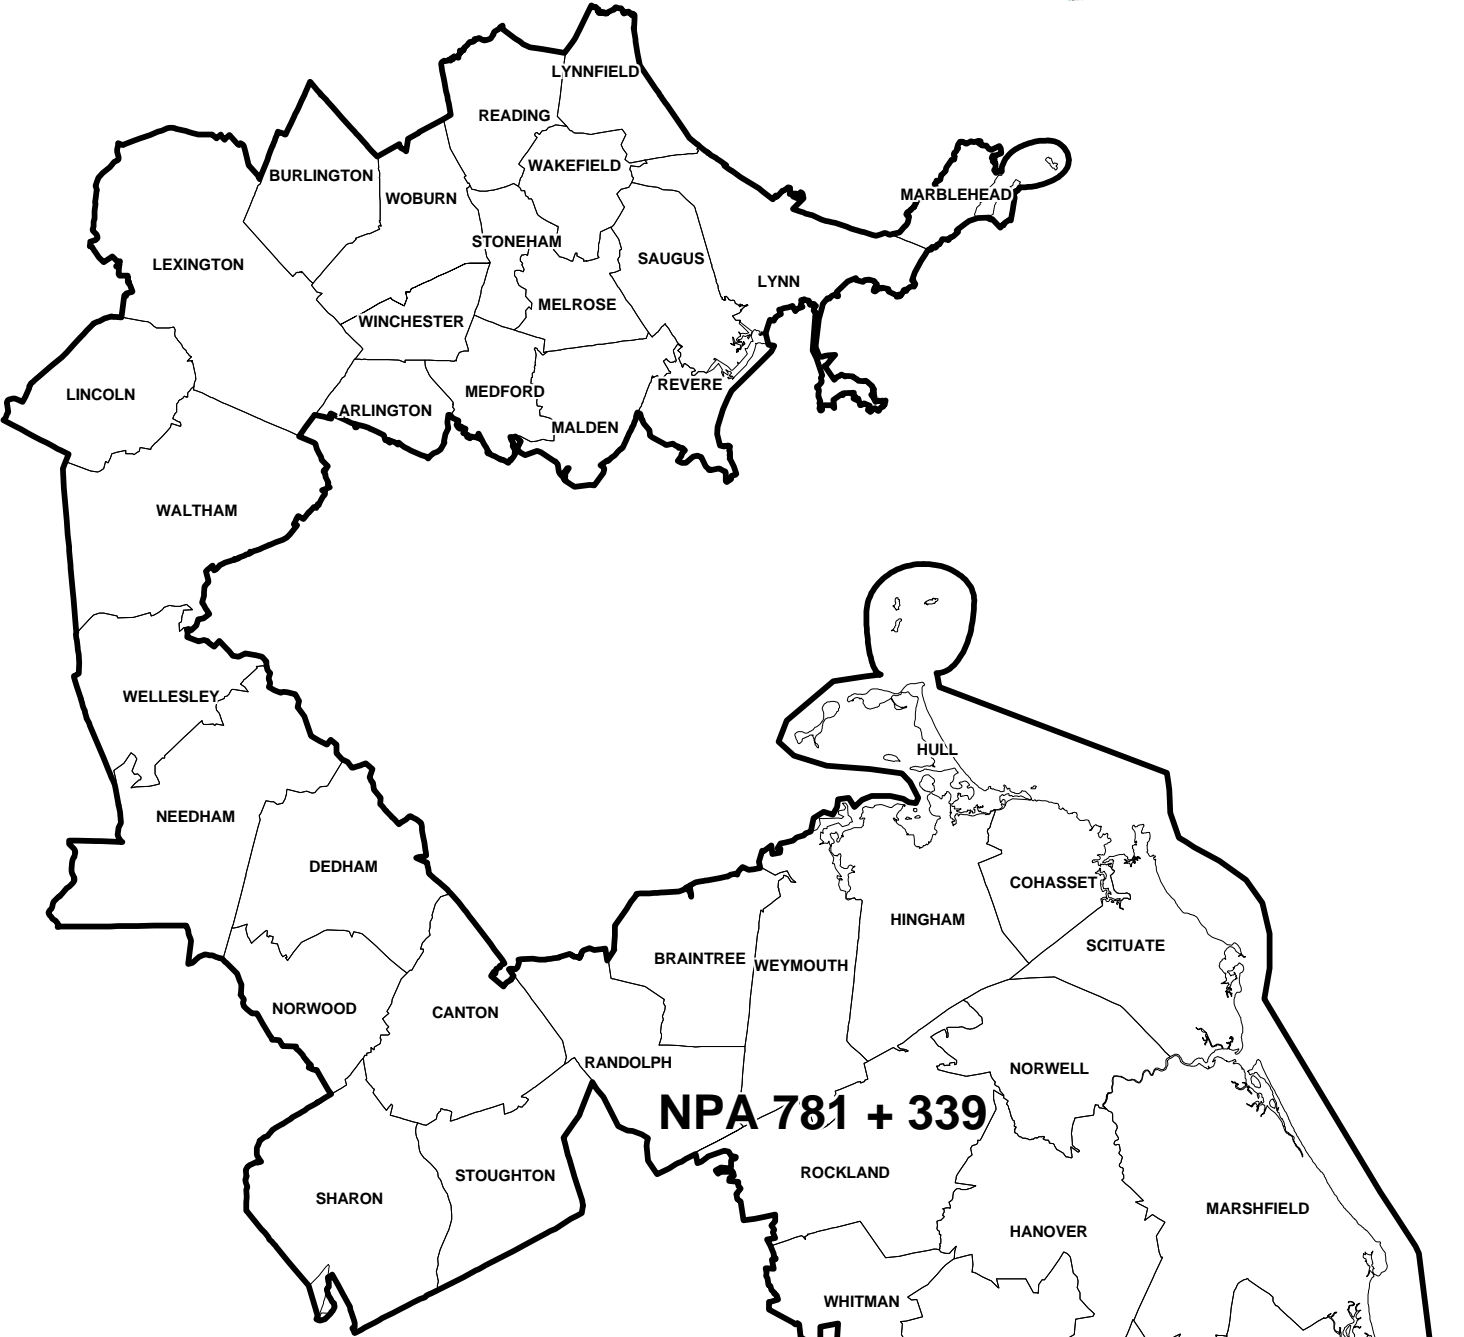 LYNNFIELD
READING
WAKEFIELD
BURLINGTON
WOBURN
MARBLEHEAD
STONEHAM
SAUGUS
LEXINGTON
LYNN
MELROSE
WINCHESTER
REVERE
MEDFORD
LINCOLN
ARLINGTON
MALDEN
WALTHAM
WELLESLEY
HULL
NEEDHAM
DEDHAM
COHASSET
HINGHAM
SCITUATE
BRAINTREE
WEYMOUTH
NORWOOD
CANTON
RANDOLPH
NORWELL
NPA 781 + 339
ROCKLAND
STOUGHTON
SHARON
MARSHFIELD
HANOVER
WHITMAN